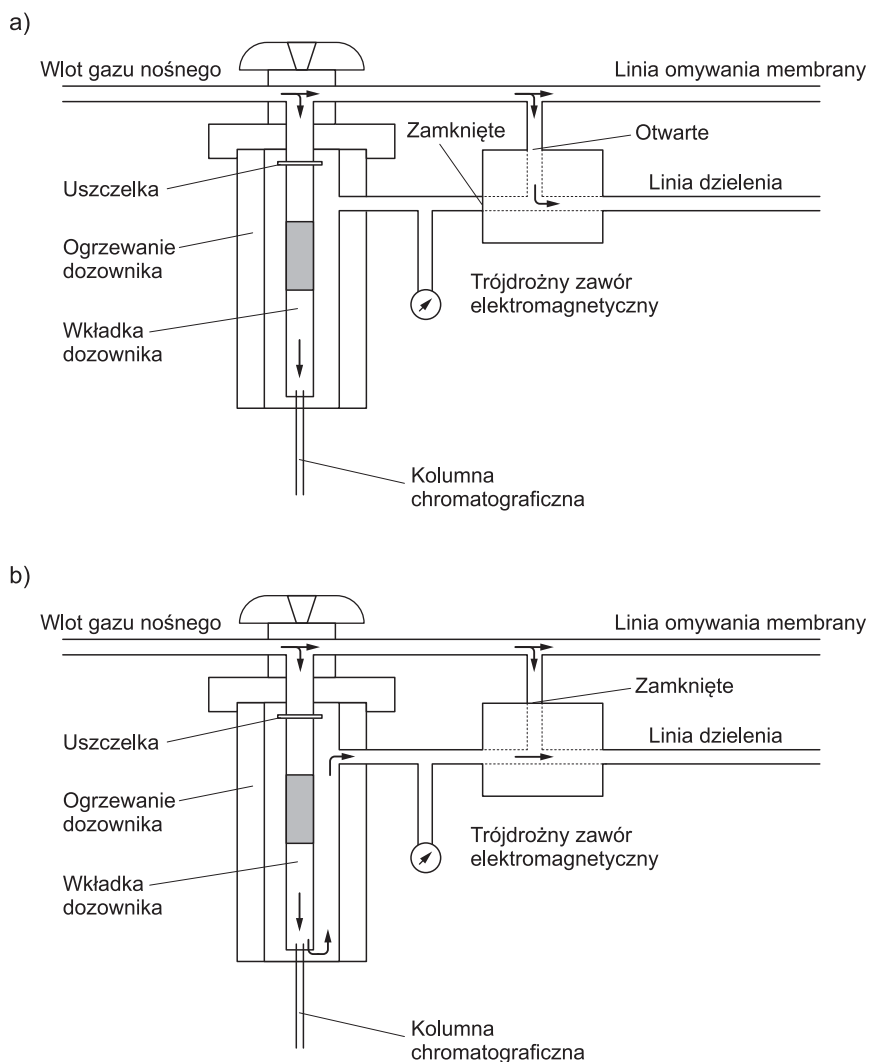 a)
Wlot gazu nośnego
Linia omywania membrany
Zamknięte
Otwarte
Uszczelka
Linia dzielenia
Ogrzewanie
dozownika
Trójdrożny zawór
elektromagnetyczny
Wkładka
dozownika
Kolumna
chromatograficzna
b)
Wlot gazu nośnego
Linia omywania membrany
Zamknięte
Uszczelka
Linia dzielenia
Ogrzewanie
dozownika
Trójdrożny zawór
elektromagnetyczny
Wkładka
dozownika
Kolumna
chromatograficzna